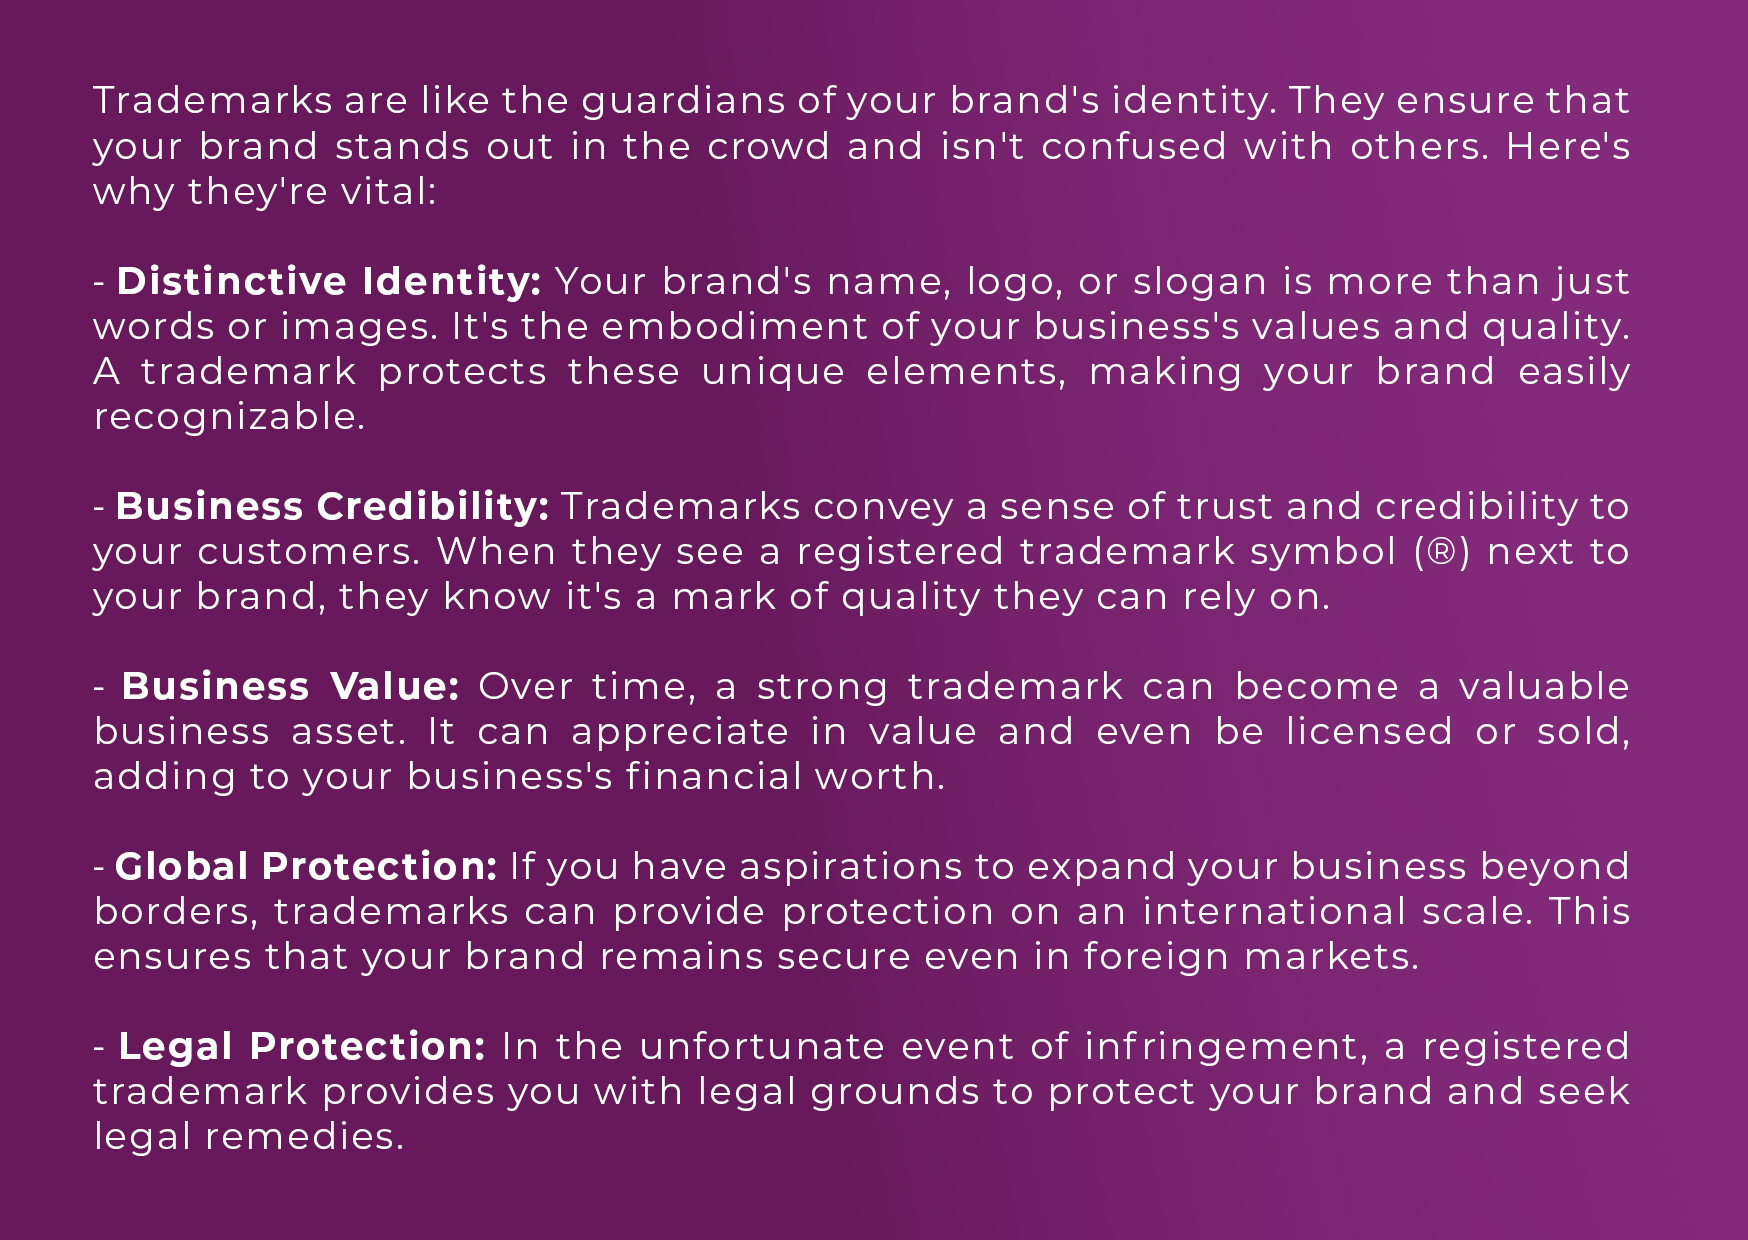 Trademarks are like the guardians of your brand's identity. They ensure that
your brand stands out in the crowd and isn't confused with others. Here's
why they're vital:
- Distinctive Identity: Your brand's name, logo, or slogan is more than just
words or images. It's the embodiment of your business's values and quality.
A trademark protects these unique elements, making your brand easily
recognizable.
- Business Credibility: Trademarks convey a sense of trust and credibility to
your customers. When they see a registered trademark symbol (®) next to
your brand, they know it's a mark of quality they can rely on.
- Business Value: Over time, a strong trademark can become a valuable
business asset. It can appreciate in value and even be licensed or sold,
adding to your business's financial worth.
- Global Protection: If you have aspirations to expand your business beyond
borders, trademarks can provide protection on an international scale. This
ensures that your brand remains secure even in foreign markets.
- Legal Protection: In the unfortunate event of infringement, a registered
trademark provides you with legal grounds to protect your brand and seek
legal remedies.